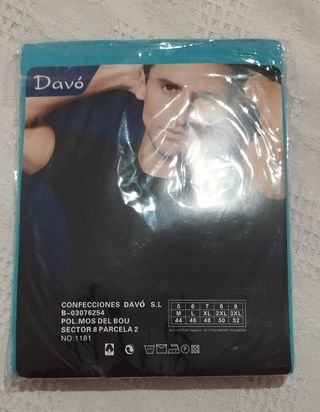 Davó
CONFECCIONES DAVÓ S.L
B-03076254
POL.MOS DEL BOU
SECTOR 8 PARCELA 2
NO:1181
5 6 7 8 9
M L XL 2XL 3XL
44 46 48 50 52